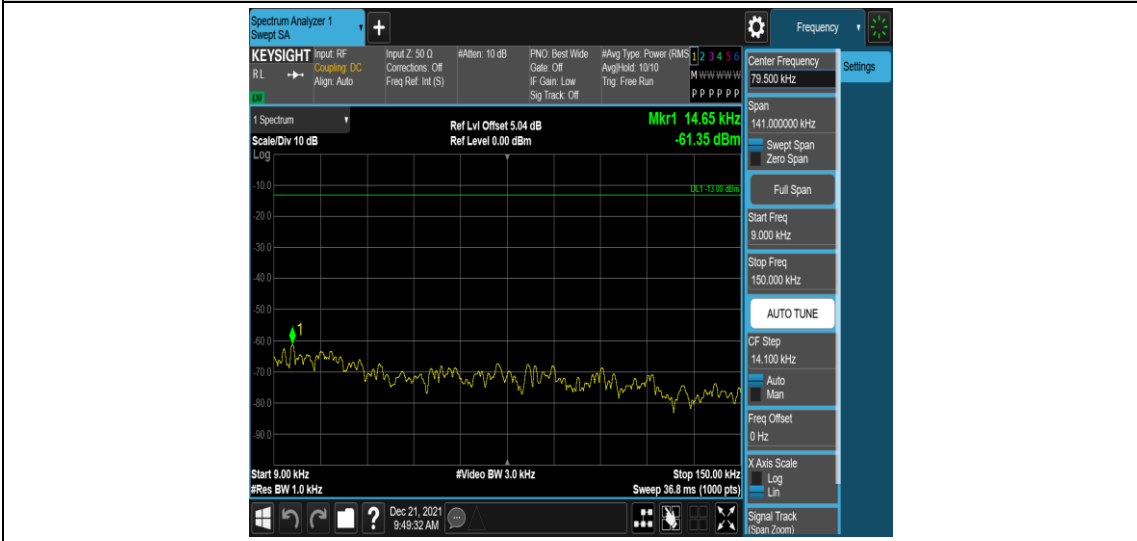 Spectrum Analyzer 1
Swept SA
Frequency
KEYSIGHT
RL
Input: RF
Coupling: DC
Align: Auto
Input Z: 50 Ω
Corrections: Off
Freq Ref: Int (S)
#Atten: 10 dB
PNO: Best Wide
Gate: Off
IF Gain: Low
Sig Track: Off
#Avg Type: Power (RMS
Avg|Hold: 10/10
Trig: Free Run
1 2 3 4 5 6
M W W W W W
P P P P P P
1 Spectrum
Scale/Div 10 dB
Log
Ref Lvl Offset 5.04 dB
Ref Level 0.00 dBm
Mkr1 14.65 kHz
-61.35 dBm
DL1 -13.00 dBm
-10.0
-20.0
-30.0
-40.0
-50.0
-60.0
-70.0
-80.0
-90.0
1
Start 9.00 kHz
#Res BW 1.0 kHz
#Video BW 3.0 kHz
Stop 150.00 kHz
Sweep 36.8 ms (1000 pts)
Center Frequency
79.500 kHz
Settings
Span
141.000000 kHz
Swept Span
Zero Span
Full Span
Start Freq
9.000 kHz
Stop Freq
150.000 kHz
AUTO TUNE
CF Step
14.100 kHz
Auto
Man
Freq Offset
0 Hz
X Axis Scale
Log
Lin
Signal Track
(Span Zoom)
?
Dec 21, 2021
9:49:32 AM